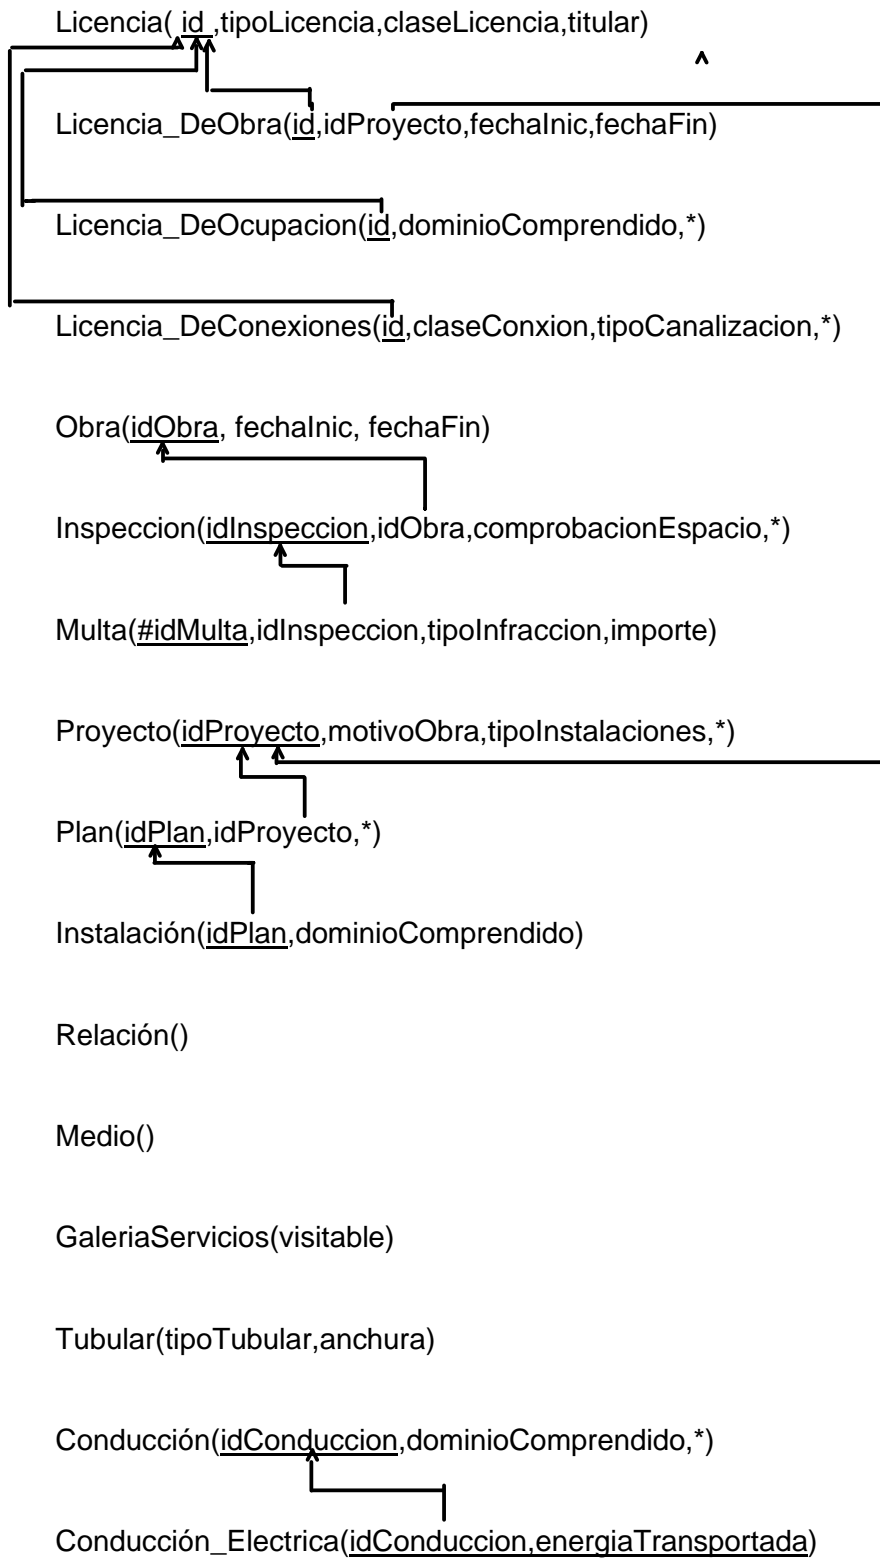 Licencia( id ,tipoLicencia,claseLicencia,titular)
Licencia_DeObra(id,idProyecto,fechaInic,fechaFin)
Licencia_DeOcupacion(id,dominioComprendido,*)
Licencia_DeConexiones(id,claseConxion,tipoCanalizacion,*)
Obra(idObra, fechaInic, fechaFin)
Inspeccion(idInspeccion,idObra,comprobacionEspacio,*)
Multa(#idMulta,idInspeccion,tipoInfraccion,importe)
Proyecto(idProyecto,motivoObra,tipoInstalaciones,*)
Plan(idPlan,idProyecto,*)
Instalación(idPlan,dominioComprendido)
Relación()
Medio()
GaleriaServicios(visitable)
Tubular(tipoTubular,anchura)
Conducción(idConduccion,dominioComprendido,*)
Conducción_Electrica(idConduccion,energiaTransportada)